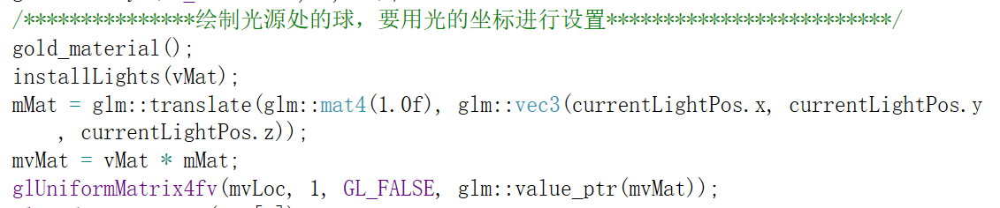 /***************绘制光源处的球，要用光的坐标进行设置*************************/
gold_material();
installLights(vMat);
mMat = glm::translate(glm::mat4(1.0f), glm::vec3(currentLightPos.x, currentLightPos.y
, currentLightPos.z));
mvMat = vMat * mMat;
glUniformMatrix4fv(mvLoc, 1, GL_FALSE, glm::value_ptr(mvMat));